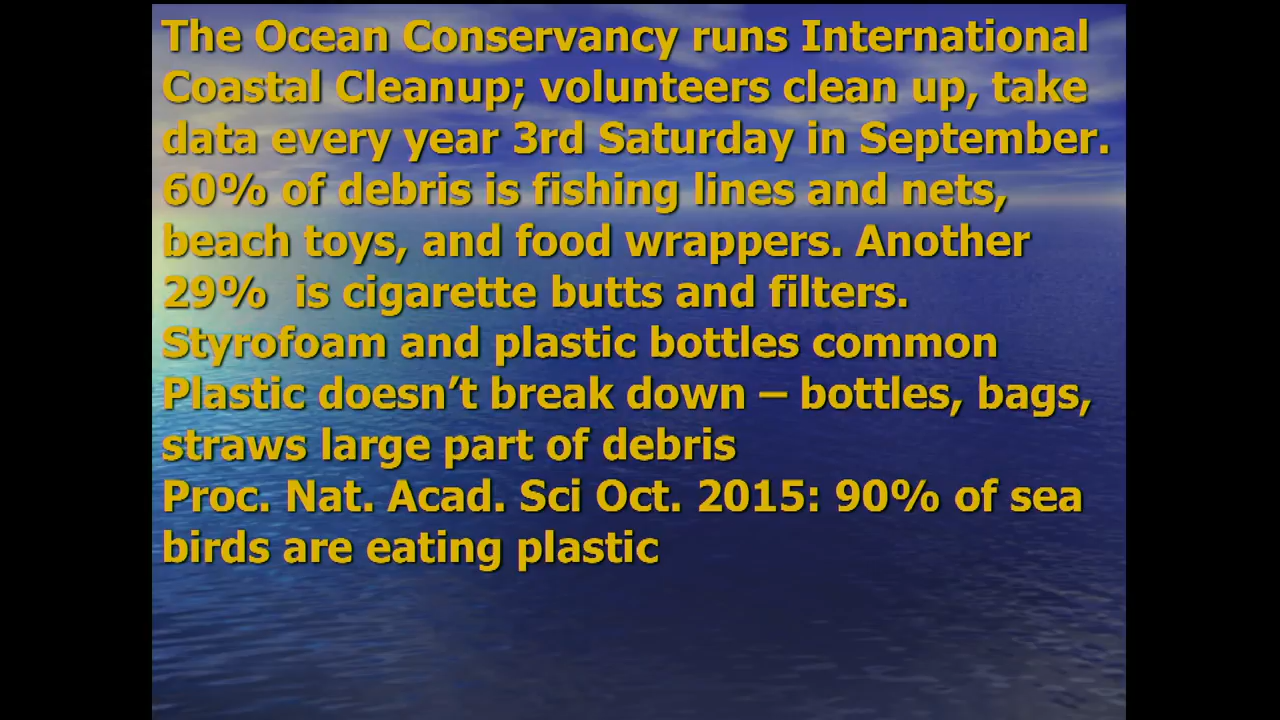 The Ocean Conservancy runs International
Coastal Cleanup; volunteers clean up, take
data every year 3rd Saturday in September.
60% of debris is fishing lines and nets,
beach toys, and food wrappers. Another
29%  is cigarette butts and filters.
Styrofoam and plastic bottles common
Plastic doesn’t break down – bottles, bags,
straws large part of debris
Proc. Nat. Acad. Sci Oct. 2015: 90% of sea
birds are eating plastic